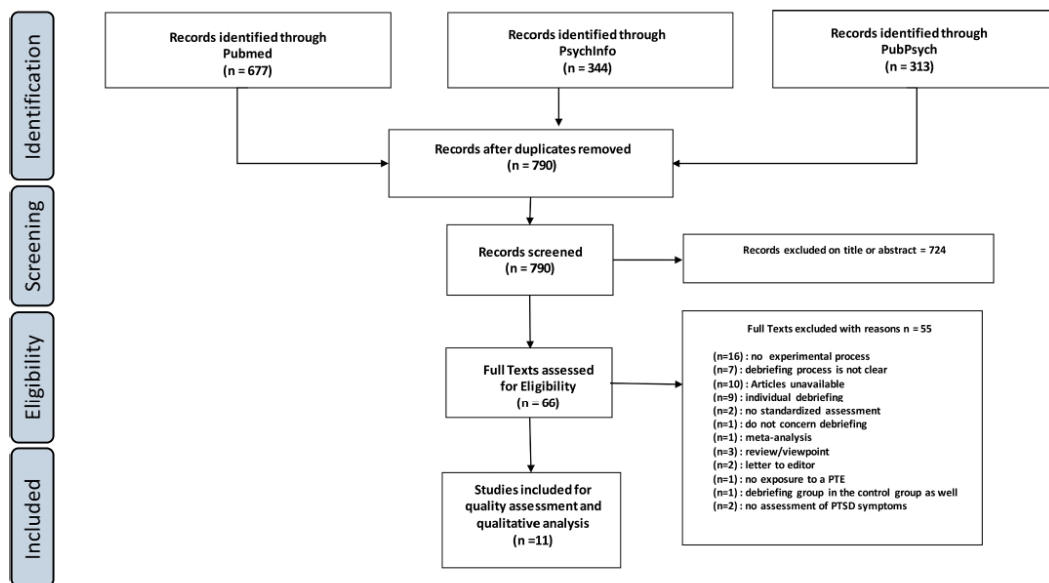 Identification
Records identified through
Pubmed
(n = 677)
Records identified through
PsychInfo
(n = 344)
Records identified through
PubPsych
(n = 313)
Records after duplicates removed
(n = 790)
Screening
Records screened
(n = 790)
Records excluded on title or abstract = 724
Eligibility
Full Texts assessed
for Eligibility
(n = 66)
Full Texts excluded with reasons n = 55
(n=16) : no experimental process
(n=7) : debriefing process is not clear
(n=10) : Articles unavailable
(n=9) : individual debriefing
(n=2) : no standardized assessment
(n=1) : do not concern debriefing
(n=1) : meta-analysis
(n=3) : review/viewpoint
(n=2) : letter to editor
(n=1) : no exposure to a PTE
(n=1) : debriefing group in the control group as well
(n=2) : no assessment of PTSD symptoms
Included
Studies included for
quality assessment and
qualitative analysis
(n =11)